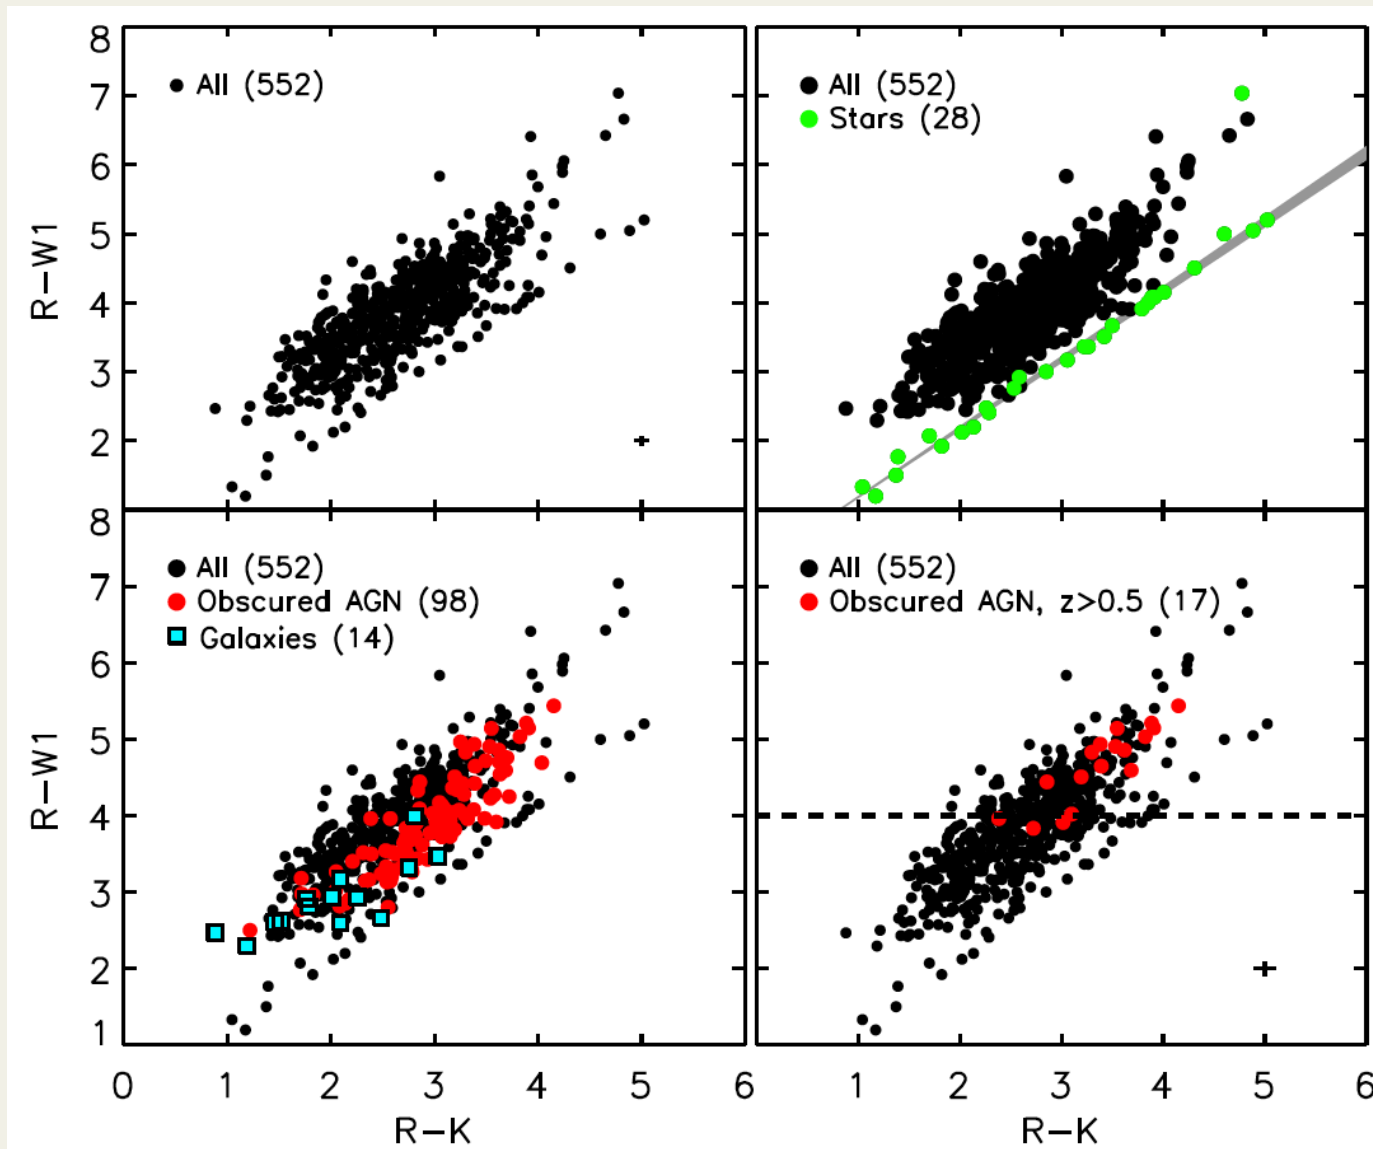 8
7
6
5
4
3
2
R−W1
All (552)
All (552)
Stars (28)
8
7
6
5
4
3
2
1
R−W1
All (552)
Obscured AGN (98)
Galaxies (14)
All (552)
Obscured AGN, z>0.5 (17)
0 1 2 3 4 5 6
1 2 3 4 5 6
R−K
R−K